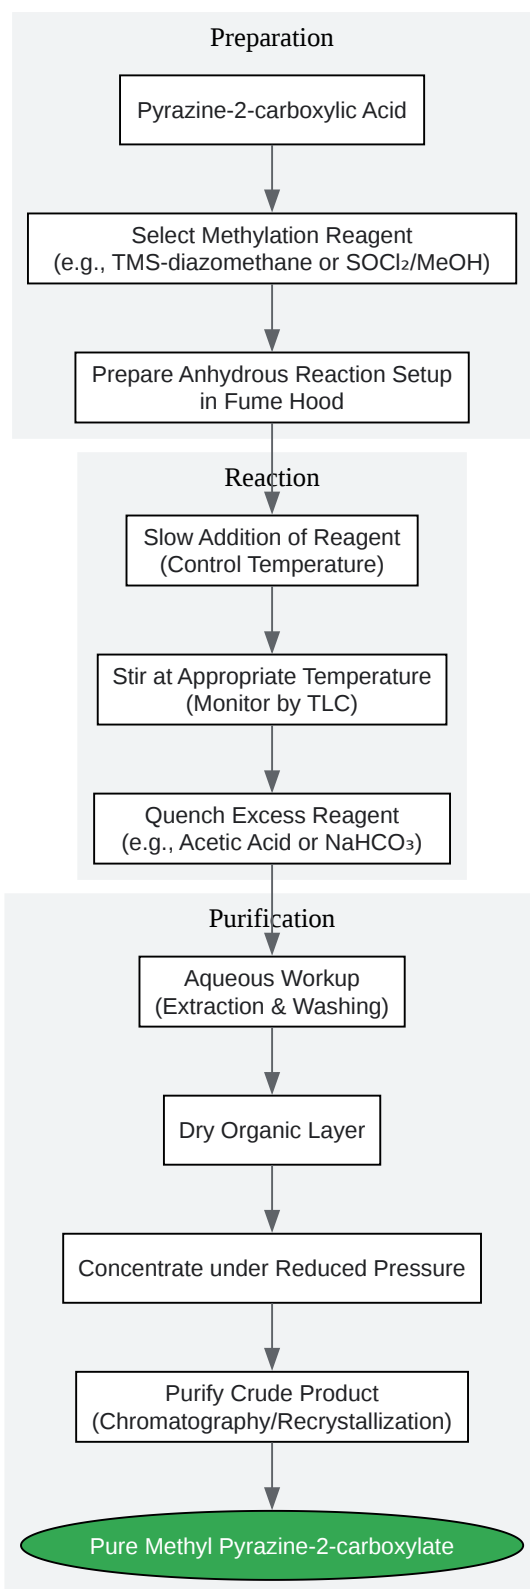 Preparation
Pyrazine-2-carboxylic Acid
Select Methylation Reagent
(e.g., TMS-diazomethane or SOCl₂/MeOH)
Prepare Anhydrous Reaction Setup
in Fume Hood
Reaction
Slow Addition of Reagent
(Control Temperature)
Stir at Appropriate Temperature
(Monitor by TLC)
Quench Excess Reagent
(e.g., Acetic Acid or NaHCO₃)
Purification
Aqueous Workup
(Extraction & Washing)
Dry Organic Layer
Concentrate under Reduced Pressure
Purify Crude Product
(Chromatography/Recrystallization)
Pure Methyl Pyrazine-2-carboxylate